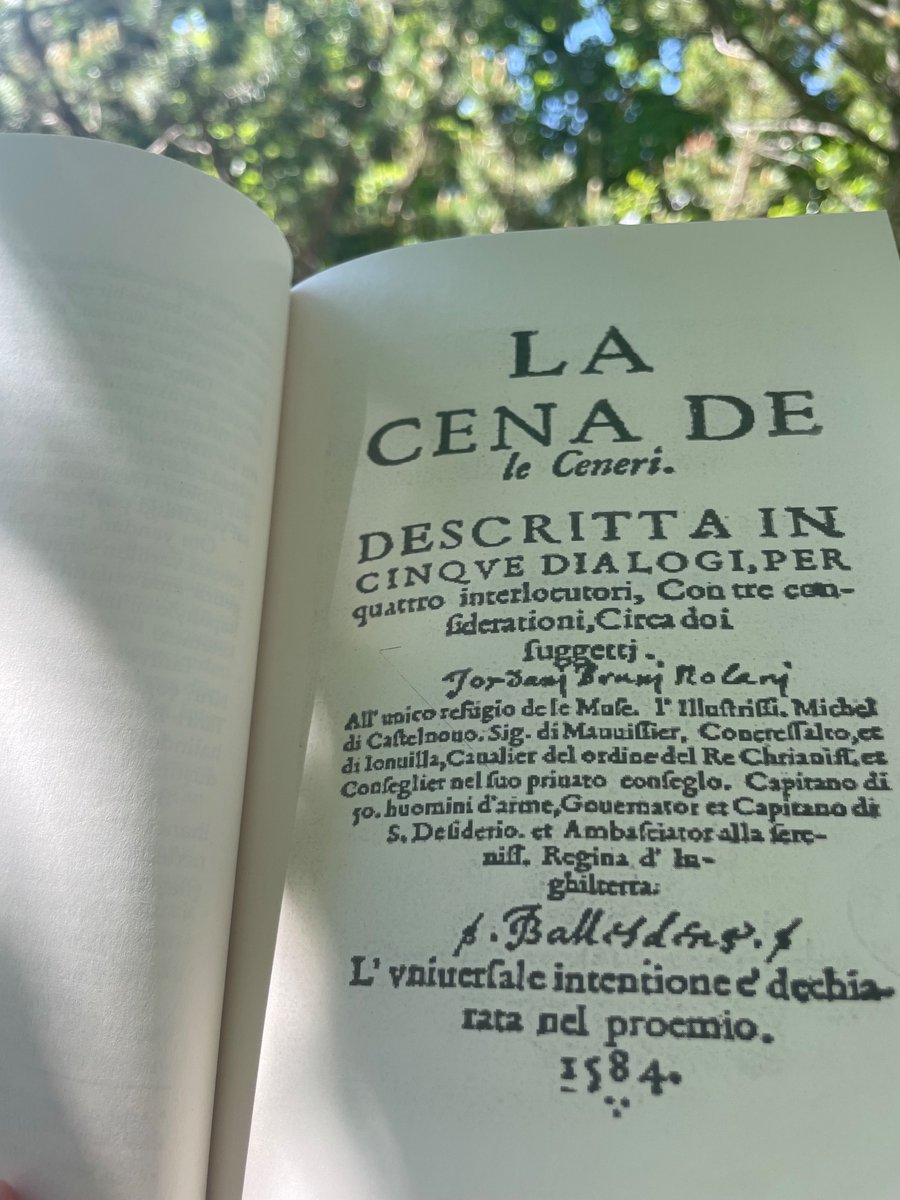 LA
CENA DE
le Ceneri.
DESCRITTA IN
CINQVE DIALOGI, PER
quattro interlocutori, Con tre con-
ſiderationi, Circa doi
ſuggettj.
Jordanj Brunj Nolanj
All' unico refugio de le Muſe. l' Illuſtriſſi. Michel
di Caſtelnouo. Sig. di Mauuiſſier, Concreſſalto, et
di Ionuilla, Caualier del ordine del Re Chrianiſſ, et
Conſeglier nel ſuo priuato conſeglo. Capitano di
50. huomini d'arme, Gouernator et Capitano di
S. Deſiderio. et Ambaſciator alla ſere-
niſſ. Regina d' In-
ghilterra.
L' vniuerſale intentione é dechia-
rata nel proemio.
1584.